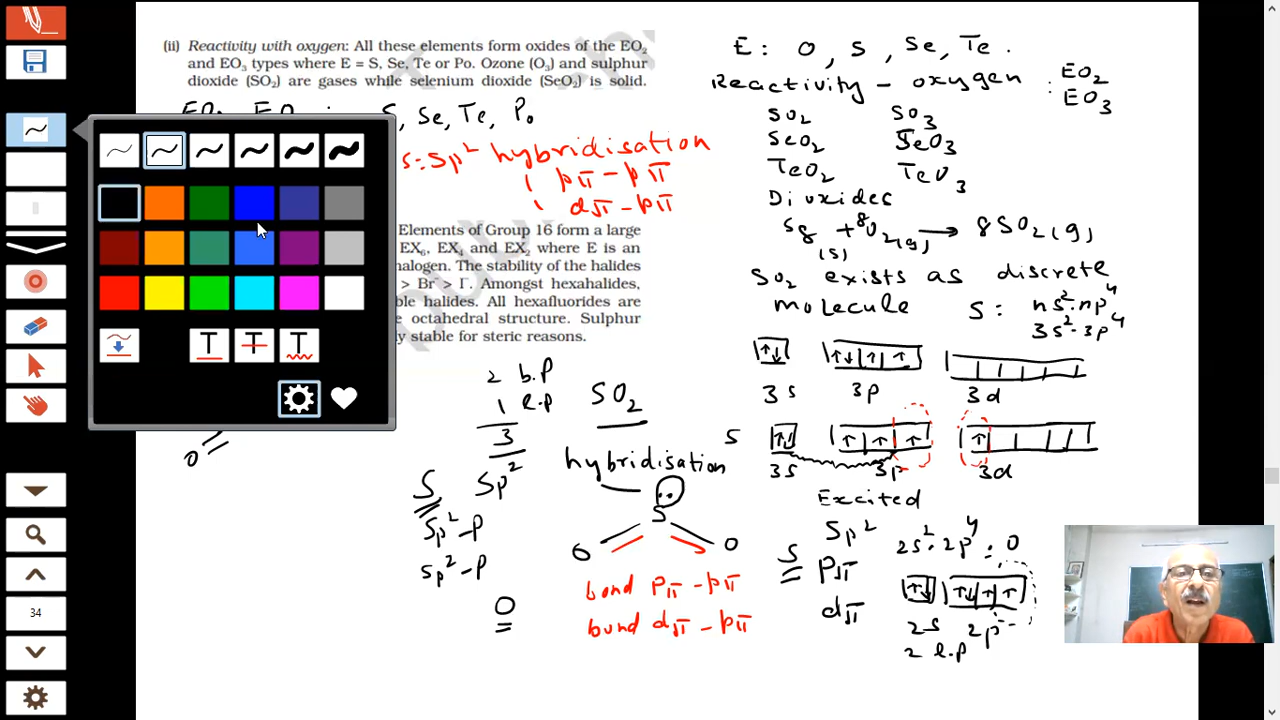 (ii) Reactivity with oxygen: All these elements form oxides of the EO2
and EO3 types where E = S, Se, Te or Po. Ozone (O3) and sulphur
dioxide (SO2) are gases while selenium dioxide (SeO2) is solid.
S, Se, Te, Po
S = Sp2 hybridisation
1 pπ - pπ
1 dπ - pπ
Elements of Group 16 form a large
EX6, EX4 and EX2 where E is an
halogen. The stability of the halides
> Br > I-. Amongst hexahalides,
ble halides. All hexafluorides are
e octahedral structure. Sulphur
ly stable for steric reasons.
2 b.p
1 l.p
3
Sp2
S
Sp2-p
Sp2-p
O
O
SO2
hybridisation
S
O O
bond pπ - pπ
bound dπ - pπ
E : O, S, Se, Te .
Reactivity - oxygen : EO2
EO3
SO2 SO3
SeO2 SeO3
TeO2 TeO3
Dioxides
S8 (s) + 8O2(g) → 8SO2(g)
SO2 exists as discrete
molecule S : ns2.np4
3s2.3p4
3s 3p 3d
S
3s 3p 3d
Excited
Sp2
S pπ
dπ
2s2.2p4 : O
2s 2p
2 l.p
T T T
34